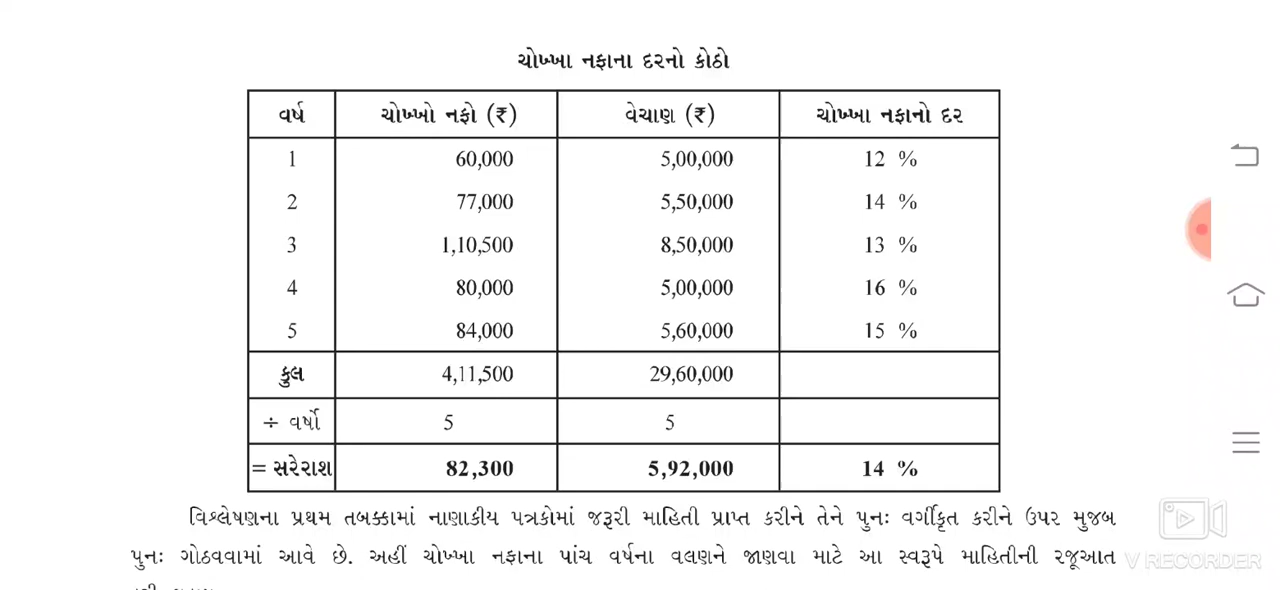 ચોખ્ખા નફાના દરનો કોઠો
વર્ષ ચોખ્ખો નફો (₹) વેચાણ (₹) ચોખ્ખા નફાનો દર
1 60,000 5,00,000 12 %
2 77,000 5,50,000 14 %
3 1,10,500 8,50,000 13 %
4 80,000 5,00,000 16 %
5 84,000 5,60,000 15 %
કુલ 4,11,500 29,60,000
÷ વર્ષો 5 5
= સરેરાશ 82,300 5,92,000 14 %
વિશ્લેષણના પ્રથમ તબક્કામાં નાણાકીય પત્રકોમાં જરૂરી માહિતી પ્રાપ્ત કરીને તેને પુનઃ વર્ગીકૃત કરીને ઉપર મુજબ
પુનઃ ગોઠવવામાં આવે છે. અહીં ચોખ્ખા નફાના પાંચ વર્ષના વલણને જાણવા માટે આ સ્વરૂપે માહિતીની રજૂઆત
V RECORDER